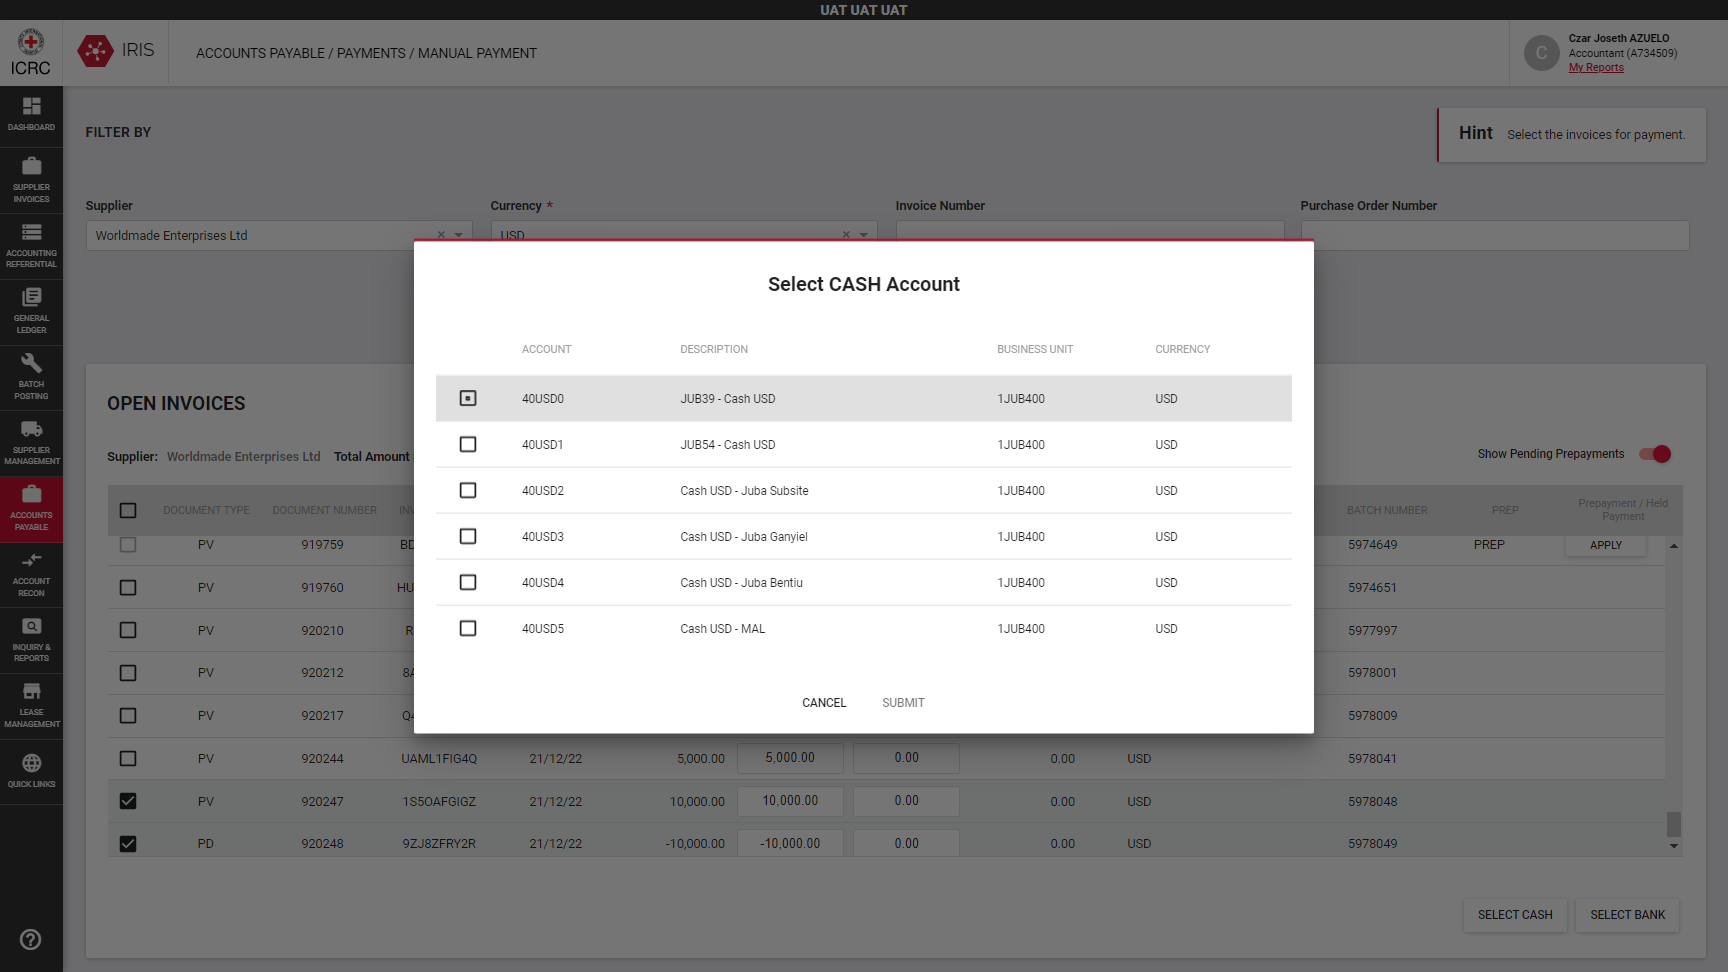 UAT UAT UAT
ICRC
IRIS
ACCOUNTS PAYABLE / PAYMENTS / MANUAL PAYMENT
C
Czar Joseth AZUELO
Accountant (A734509)
My Reports
DASHBOARD
SUPPLIER
INVOICES
ACCOUNTING
REFERENTIAL
GENERAL
LEDGER
BATCH
POSTING
SUPPLIER
MANAGEMENT
ACCOUNTS
PAYABLE
ACCOUNT
RECON
INQUIRY &
REPORTS
LEASE
MANAGEMENT
QUICK LINKS
FILTER BY
Hint Select the invoices for payment.
Supplier Currency * Invoice Number Purchase Order Number
Worldmade Enterprises Ltd USD
Select CASH Account
ACCOUNT DESCRIPTION BUSINESS UNIT CURRENCY
40USD0 JUB39 - Cash USD 1JUB400 USD
40USD1 JUB54 - Cash USD 1JUB400 USD
40USD2 Cash USD - Juba Subsite 1JUB400 USD
40USD3 Cash USD - Juba Ganyiel 1JUB400 USD
40USD4 Cash USD - Juba Bentiu 1JUB400 USD
40USD5 Cash USD - MAL 1JUB400 USD
CANCEL SUBMIT
OPEN INVOICES
Supplier: Worldmade Enterprises Ltd Total Amount
Show Pending Prepayments
DOCUMENT TYPE DOCUMENT NUMBER BATCH NUMBER PREP Prepayment / Held
Payment
PV 919759 5974649 PREP APPLY
PV 919760 5974651
PV 920210 5977997
PV 920212 5978001
PV 920217 5978009
PV 920244 UAML1FIG4Q 21/12/22 5,000.00 5,000.00 0.00 0.00 USD 5978041
PV 920247 1S5OAFGIGZ 21/12/22 10,000.00 10,000.00 0.00 0.00 USD 5978048
PD 920248 9ZJ8ZFRY2R 21/12/22 -10,000.00 -10,000.00 0.00 0.00 USD 5978049
SELECT CASH SELECT BANK